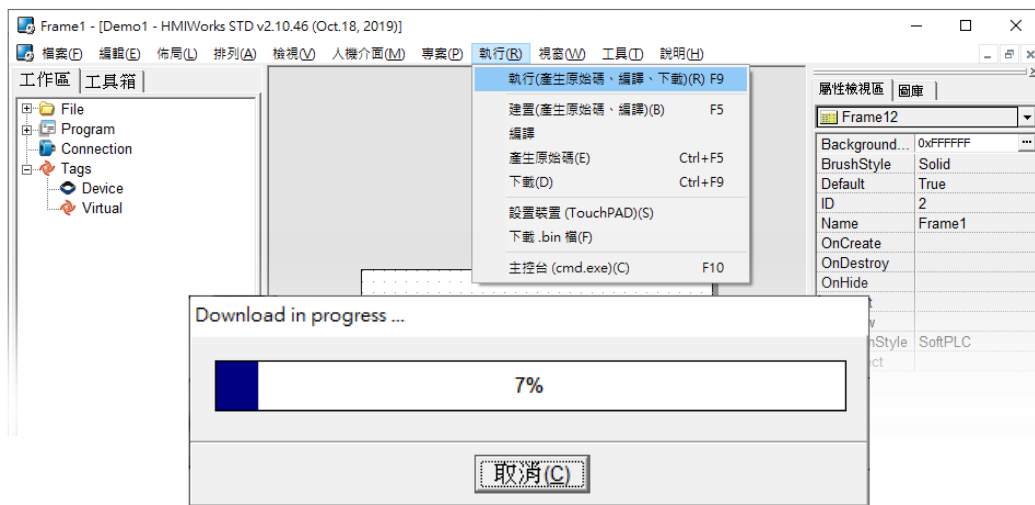 Frame1 - [Demo1 - HMIWorks STD v2.10.46 (Oct.18, 2019)]
檔案(F) 編輯(E) 佈局(L) 排列(A) 檢視(V) 人機介面(M) 專案(P) 執行(R) 視窗(W) 工具(T) 說明(H)
工作區 工具箱
File
Program
Connection
Tags
Device
Virtual
執行(產生原始碼、編譯、下載)(R) F9
建置(產生原始碼、編譯)(B) F5
編譯
產生原始碼(E) Ctrl+F5
下載(D) Ctrl+F9
設置裝置 (TouchPAD)(S)
下載 .bin 檔(F)
主控台 (cmd.exe)(C) F10
屬性檢視區 圖庫
Frame12
Background... 0xFFFFFF ...
BrushStyle Solid
Default True
ID 2
Name Frame1
OnCreate
OnDestroy
OnHide
nStyle SoftPLC
Download in progress ...
7%
取消(C)